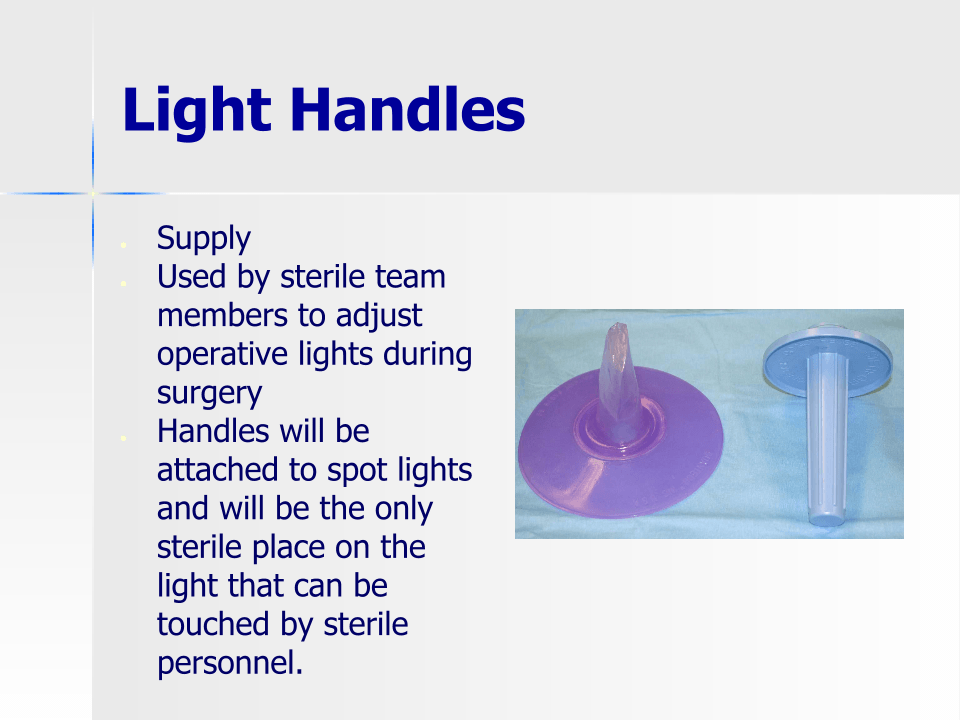 Light Handles
Supply
Used by sterile team
members to adjust
operative lights during
surgery
Handles will be
attached to spot lights
and will be the only
sterile place on the
light that can be
touched by sterile
personnel.